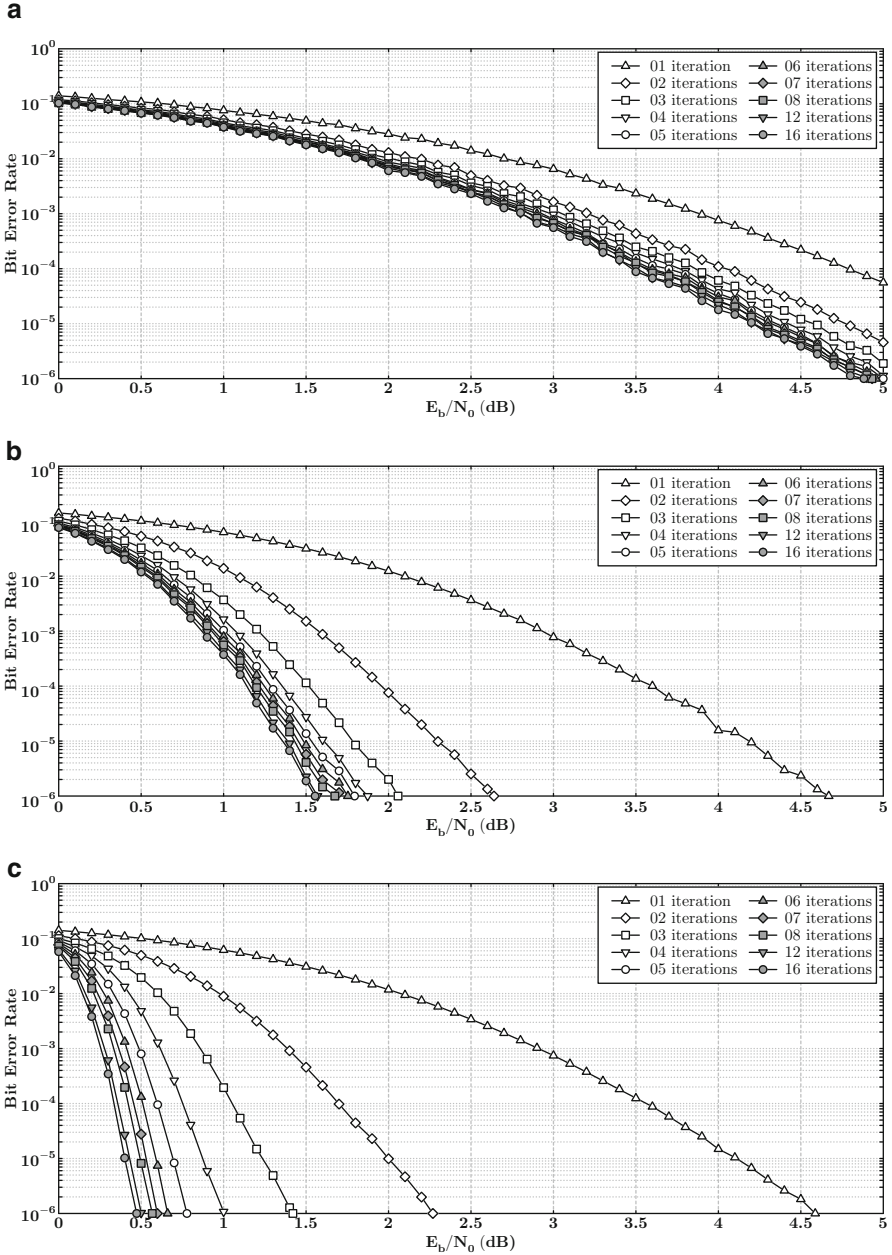 a
10^0
10^-1
10^-2
10^-3
10^-4
10^-5
10^-6
Bit Error Rate
01 iteration
02 iterations
03 iterations
04 iterations
05 iterations
06 iterations
07 iterations
08 iterations
12 iterations
16 iterations
0 0.5 1 1.5 2 2.5 3 3.5 4 4.5 5
E_b/N_0 (dB)
b
10^0
10^-1
10^-2
10^-3
10^-4
10^-5
10^-6
Bit Error Rate
01 iteration
02 iterations
03 iterations
04 iterations
05 iterations
06 iterations
07 iterations
08 iterations
12 iterations
16 iterations
0 0.5 1 1.5 2 2.5 3 3.5 4 4.5 5
E_b/N_0 (dB)
c
10^0
10^-1
10^-2
10^-3
10^-4
10^-5
10^-6
Bit Error Rate
01 iteration
02 iterations
03 iterations
04 iterations
05 iterations
06 iterations
07 iterations
08 iterations
12 iterations
16 iterations
0 0.5 1 1.5 2 2.5 3 3.5 4 4.5 5
E_b/N_0 (dB)